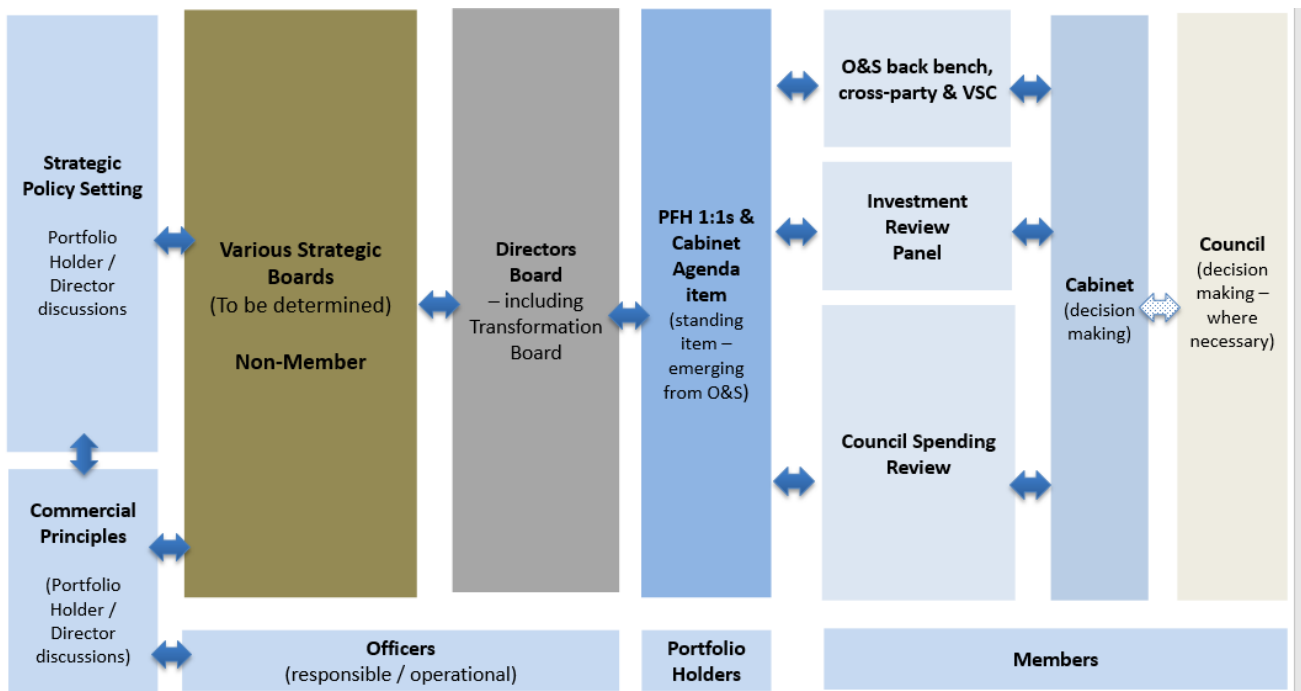 Strategic
Policy Setting
Portfolio
Holder /
Director
discussions
Commercial
Principles
(Portfolio
Holder /
Director
discussions)
Various Strategic
Boards
(To be determined)
Non-Member
Directors
Board
– including
Transformation
Board
Officers
(responsible / operational)
PFH 1:1s &
Cabinet
Agenda
item
(standing
item –
emerging
from O&S)
Portfolio
Holders
O&S back bench,
cross-party & VSC
Investment
Review
Panel
Council Spending
Review
Cabinet
(decision
making)
Council
(decision
making –
where
necessary)
Members